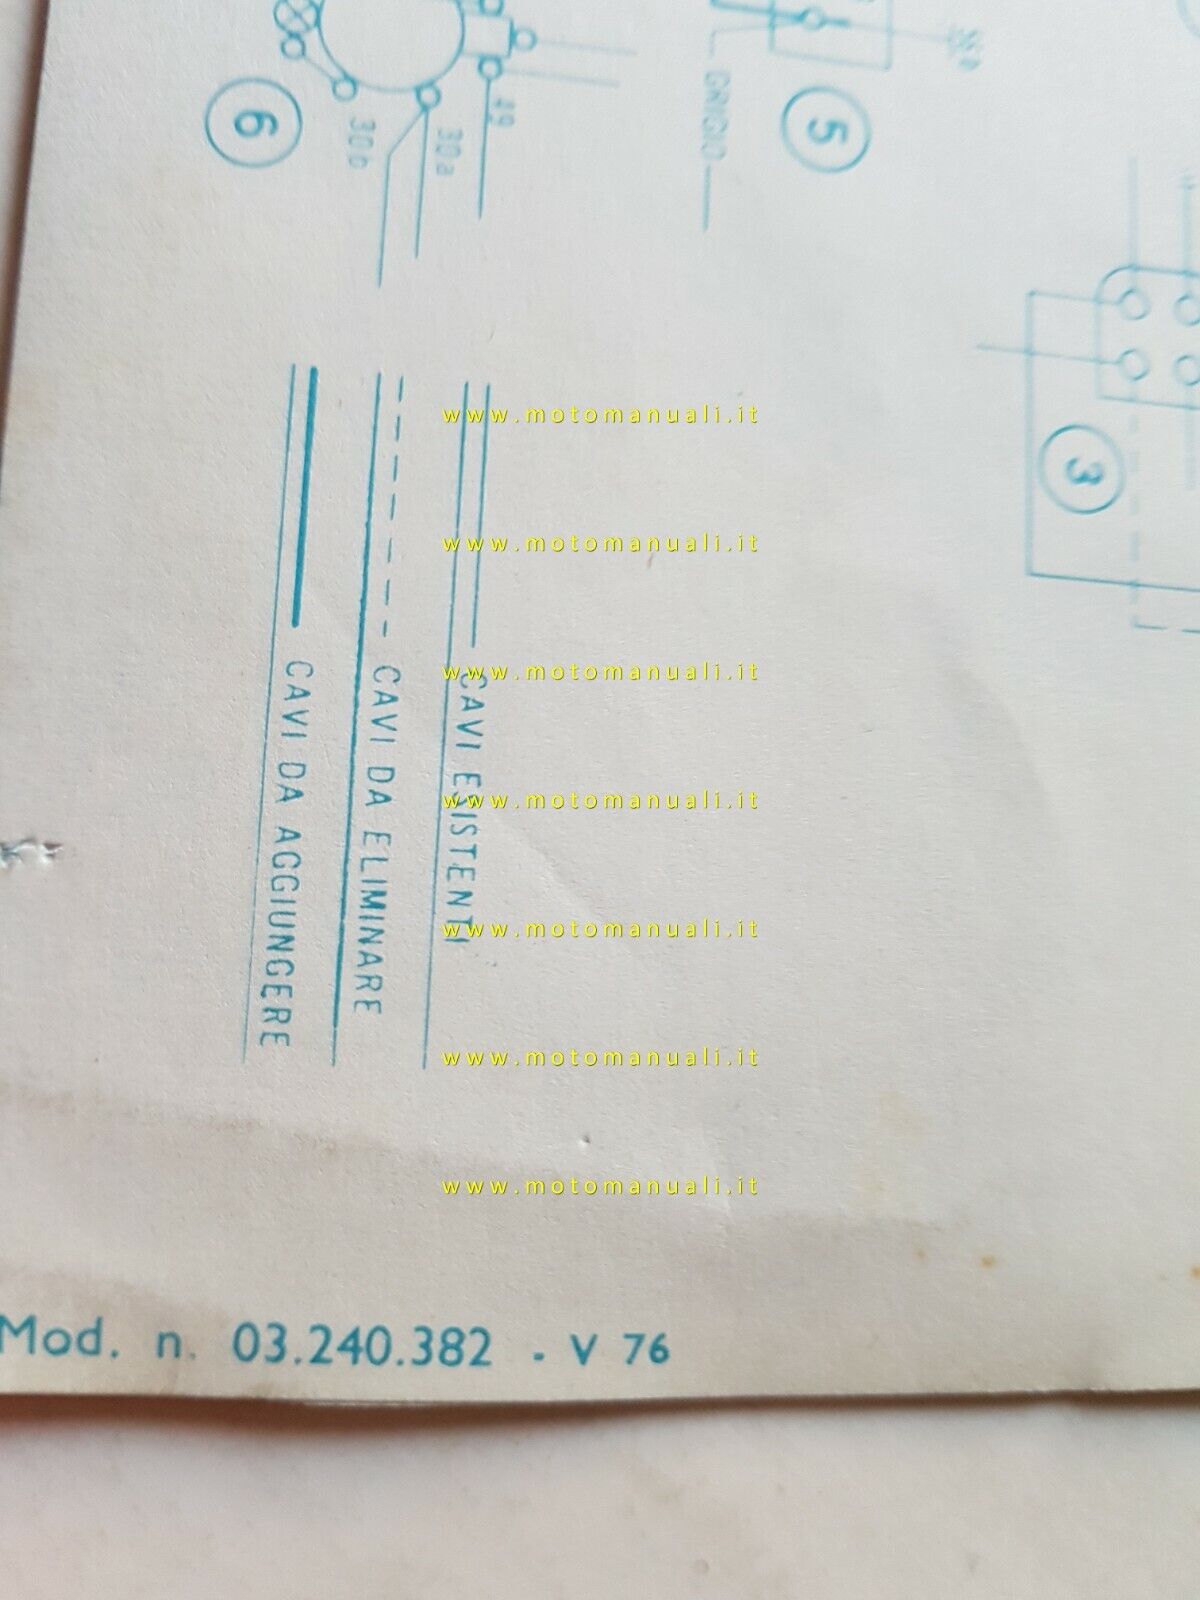 6
30b
30a
49
5
GRIGIO
3
CAVI ESISTENTI
CAVI DA ELIMINARE
CAVI DA AGGIUNGERE
www.motomanuali.it
www.motomanuali.it
www.motomanuali.it
www.motomanuali.it
www.motomanuali.it
www.motomanuali.it
www.motomanuali.it
Mod. n. 03.240.382 - V 76